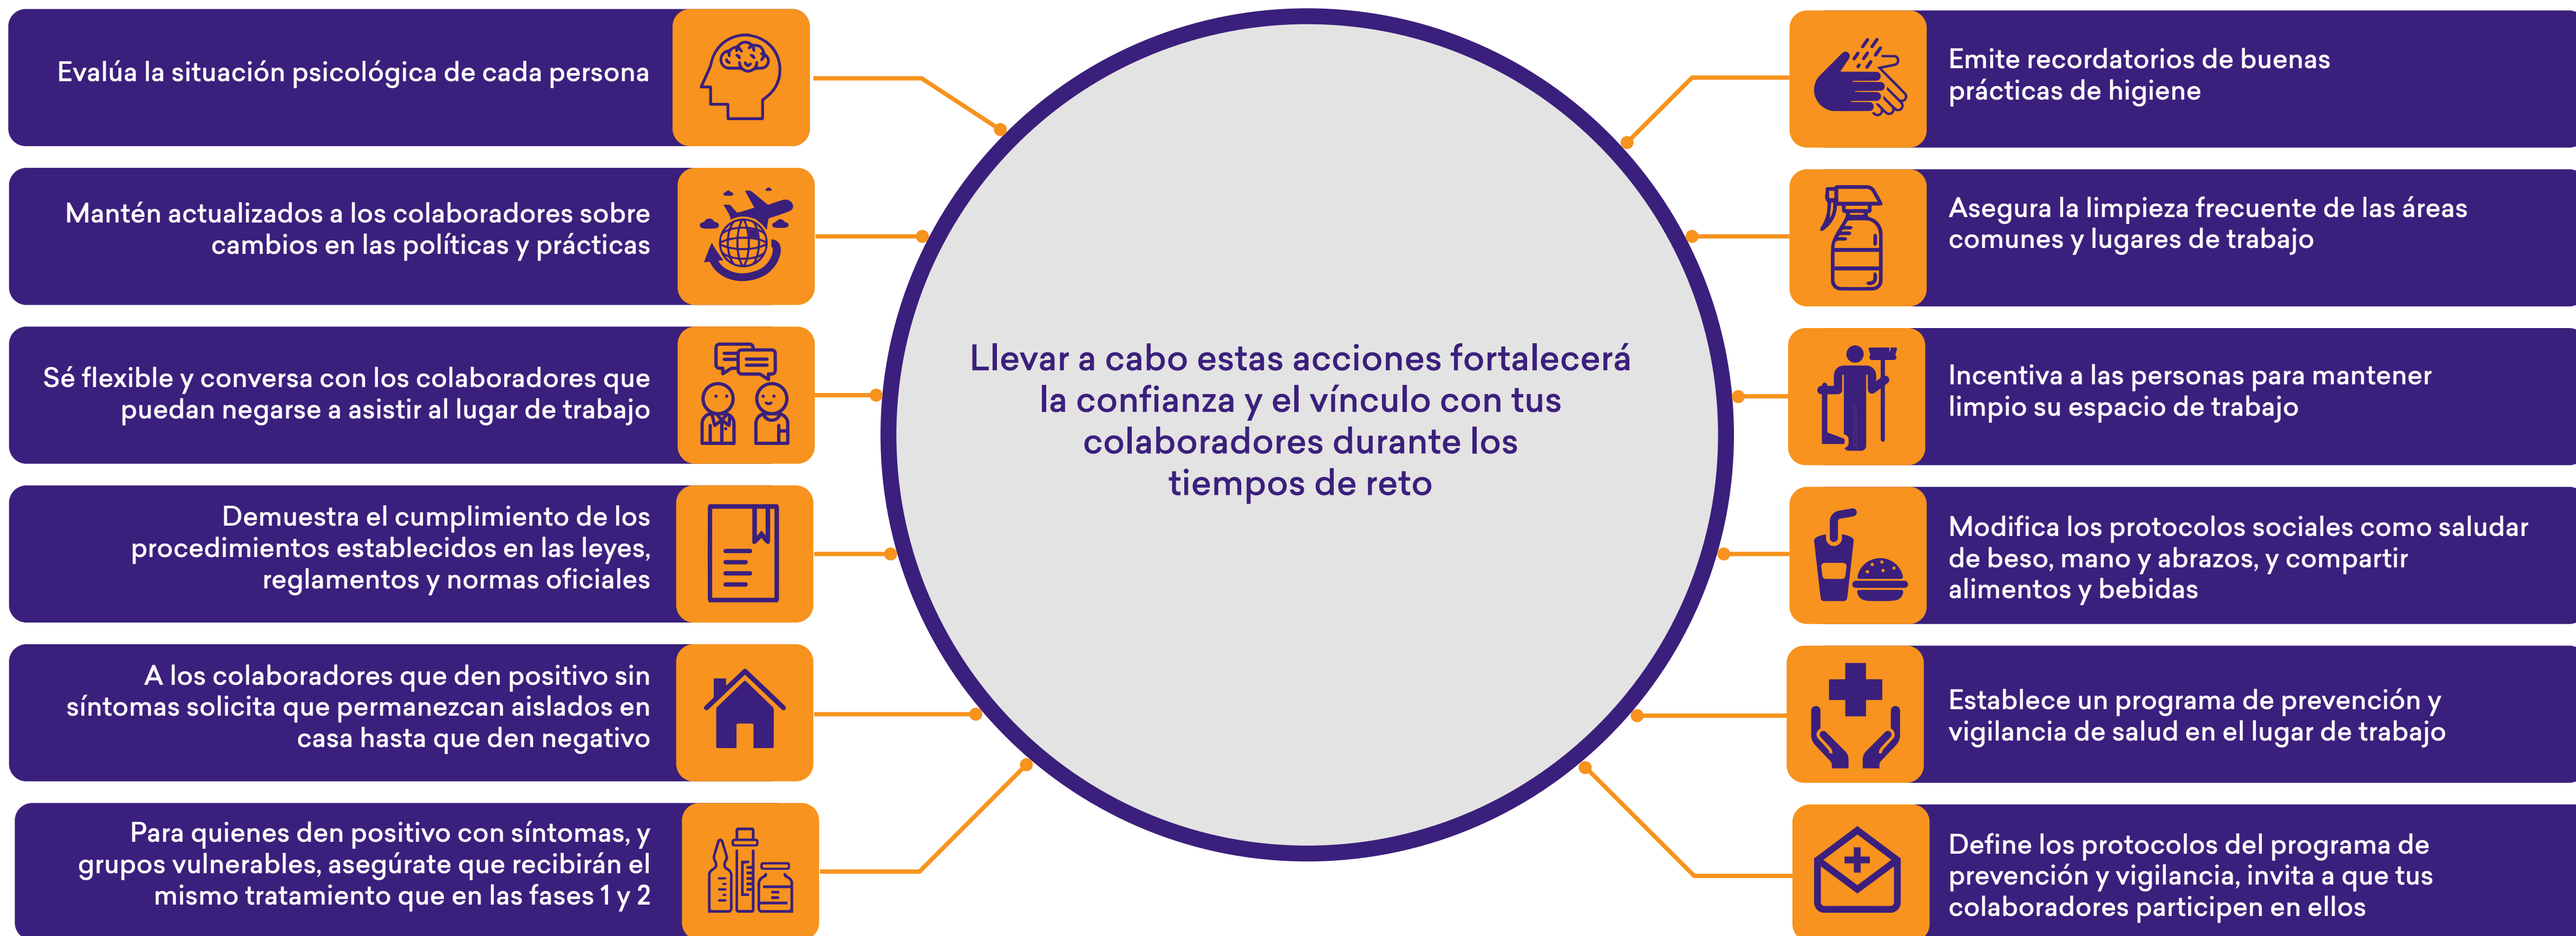 Evalúa la situación psicológica de cada persona
Mantén actualizados a los colaboradores sobre
cambios en las políticas y prácticas
Sé flexible y conversa con los colaboradores que
puedan negarse a asistir al lugar de trabajo
Demuestra el cumplimiento de los
procedimientos establecidos en las leyes,
reglamentos y normas oficiales
A los colaboradores que den positivo sin
síntomas solicita que permanezcan aislados en
casa hasta que den negativo
Para quienes den positivo con síntomas, y
grupos vulnerables, asegúrate que recibirán el
mismo tratamiento que en las fases 1 y 2
Llevar a cabo estas acciones fortalecerá
la confianza y el vínculo con tus
colaboradores durante los
tiempos de reto
Emite recordatorios de buenas
prácticas de higiene
Asegura la limpieza frecuente de las áreas
comunes y lugares de trabajo
Incentiva a las personas para mantener
limpio su espacio de trabajo
Modifica los protocolos sociales como saludar
de beso, mano y abrazos, y compartir
alimentos y bebidas
Establece un programa de prevención y
vigilancia de salud en el lugar de trabajo
Define los protocolos del programa de
prevención y vigilancia, invita a que tus
colaboradores participen en ellos